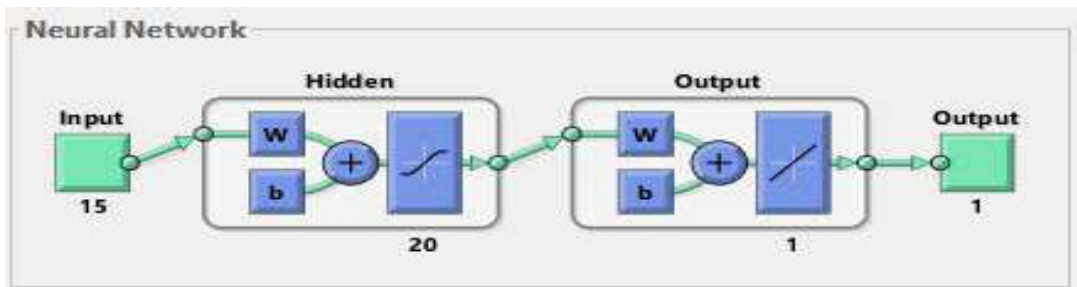 Neural Network
Hidden
Output
Input
Output
W
W
+
+
b
b
15
1
20
1